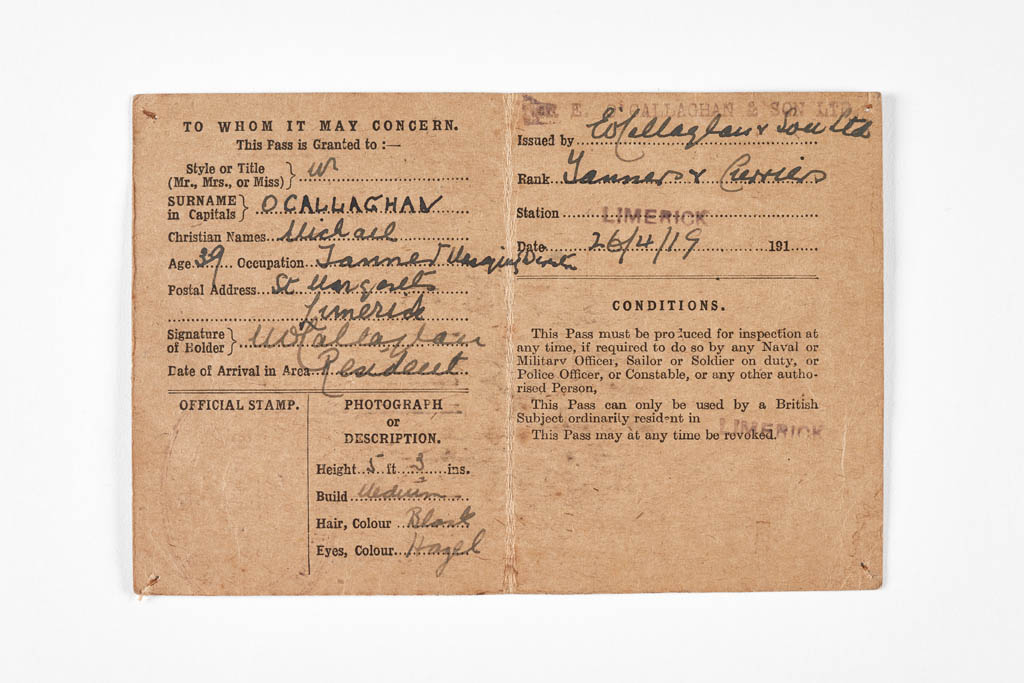 TO WHOM IT MAY CONCERN.
This Pass is Granted to :—
Style or Title
(Mr., Mrs., or Miss) } Mr
SURNAME
in Capitals } OCALLAGHAN
Christian Names Michael
Age 39 Occupation Tanner & Managing Director
Postal Address St Margarets
Limerick
Signature
of Holder } M O'Callaghan
Date of Arrival in Area Resident
OFFICIAL STAMP.
PHOTOGRAPH
or
DESCRIPTION.
Height 5 ft 3 ins.
Build Medium
Hair, Colour Black
Eyes, Colour Hazel
E. O'CALLAGHAN & SON LTD.
Issued by E O'Callaghan & Son Ltd
Rank Tanners & Curriers
Station LIMERICK
Date 26/4/19 191
CONDITIONS.
This Pass must be produced for inspection at
any time, if required to do so by any Naval or
Military Officer, Sailor or Soldier on duty, or
Police Officer, or Constable, or any other autho-
rised Person,
This Pass can only be used by a British
Subject ordinarily resident in LIMERICK
This Pass may at any time be revoked.